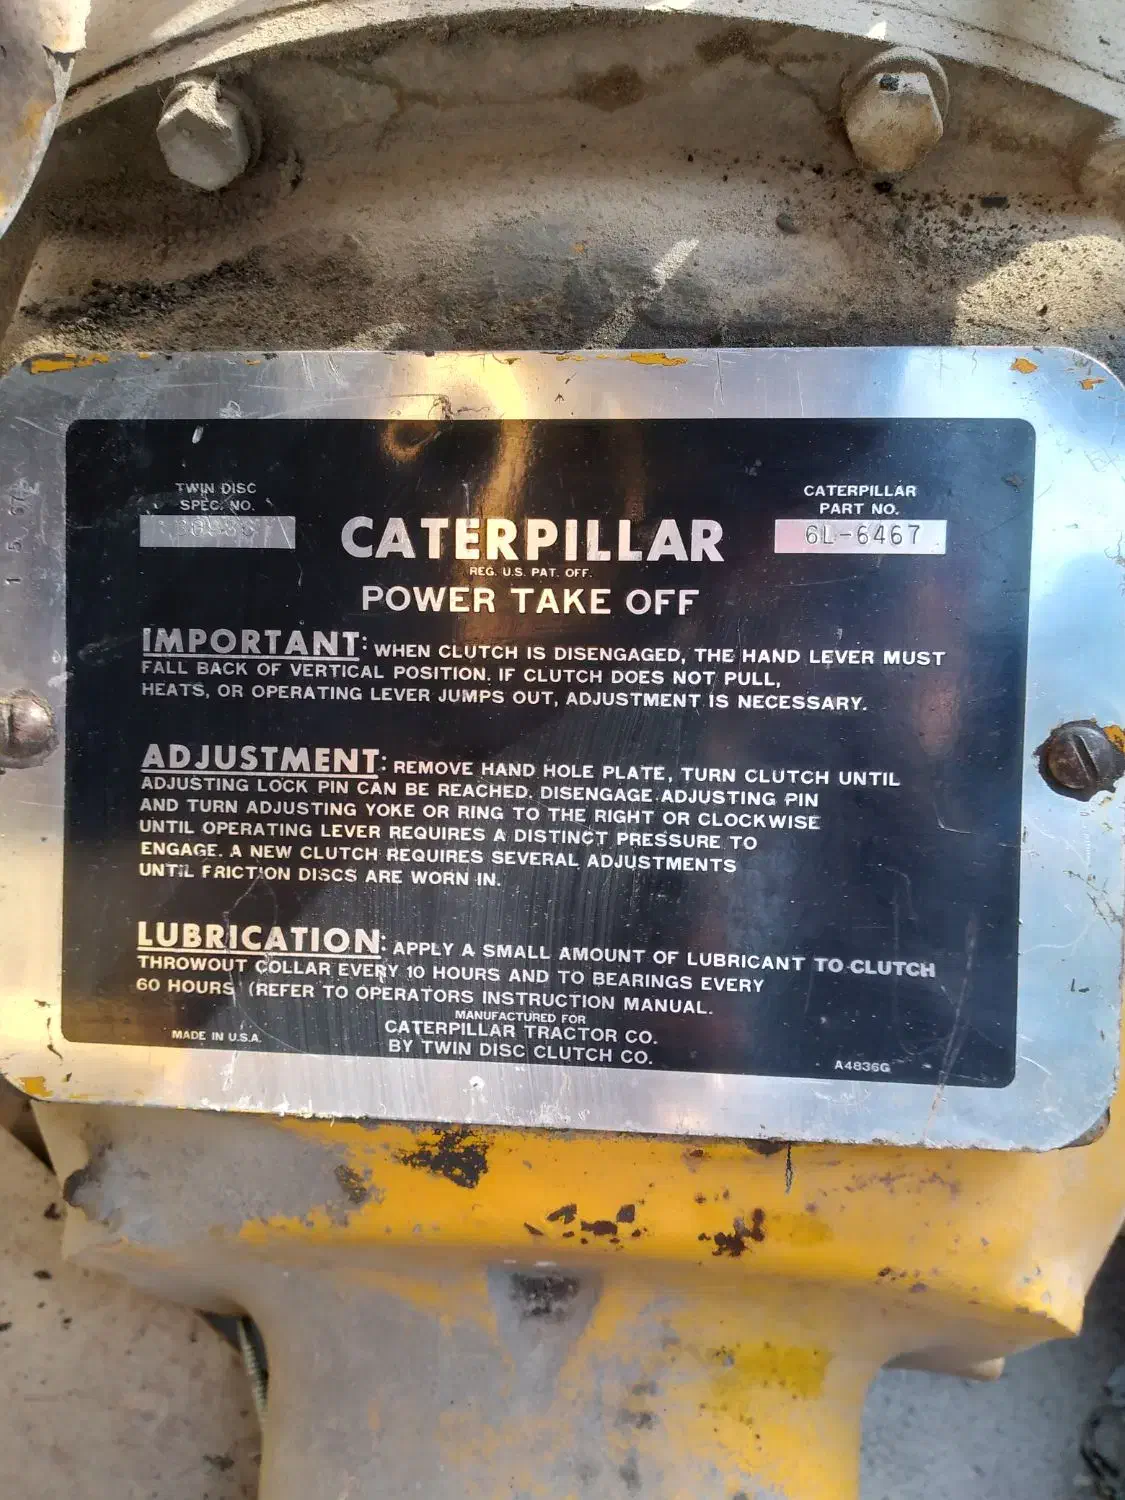 TWIN DISC
SPEC. NO.
CATERPILLAR
PART NO.
6L-6467
CATERPILLAR
REG. U.S. PAT. OFF.
POWER TAKE OFF
IMPORTANT: WHEN CLUTCH IS DISENGAGED, THE HAND LEVER MUST
FALL BACK OF VERTICAL POSITION. IF CLUTCH DOES NOT PULL,
HEATS, OR OPERATING LEVER JUMPS OUT, ADJUSTMENT IS NECESSARY.
ADJUSTMENT: REMOVE HAND HOLE PLATE, TURN CLUTCH UNTIL
ADJUSTING LOCK PIN CAN BE REACHED. DISENGAGE ADJUSTING PIN
AND TURN ADJUSTING YOKE OR RING TO THE RIGHT OR CLOCKWISE
UNTIL OPERATING LEVER REQUIRES A DISTINCT PRESSURE TO
ENGAGE. A NEW CLUTCH REQUIRES SEVERAL ADJUSTMENTS
UNTIL FRICTION DISCS ARE WORN IN.
LUBRICATION: APPLY A SMALL AMOUNT OF LUBRICANT TO CLUTCH
THROWOUT COLLAR EVERY 10 HOURS AND TO BEARINGS EVERY
60 HOURS (REFER TO OPERATORS INSTRUCTION MANUAL.
MANUFACTURED FOR
CATERPILLAR TRACTOR CO.
BY TWIN DISC CLUTCH CO.
MADE IN U.S.A.
A4836G